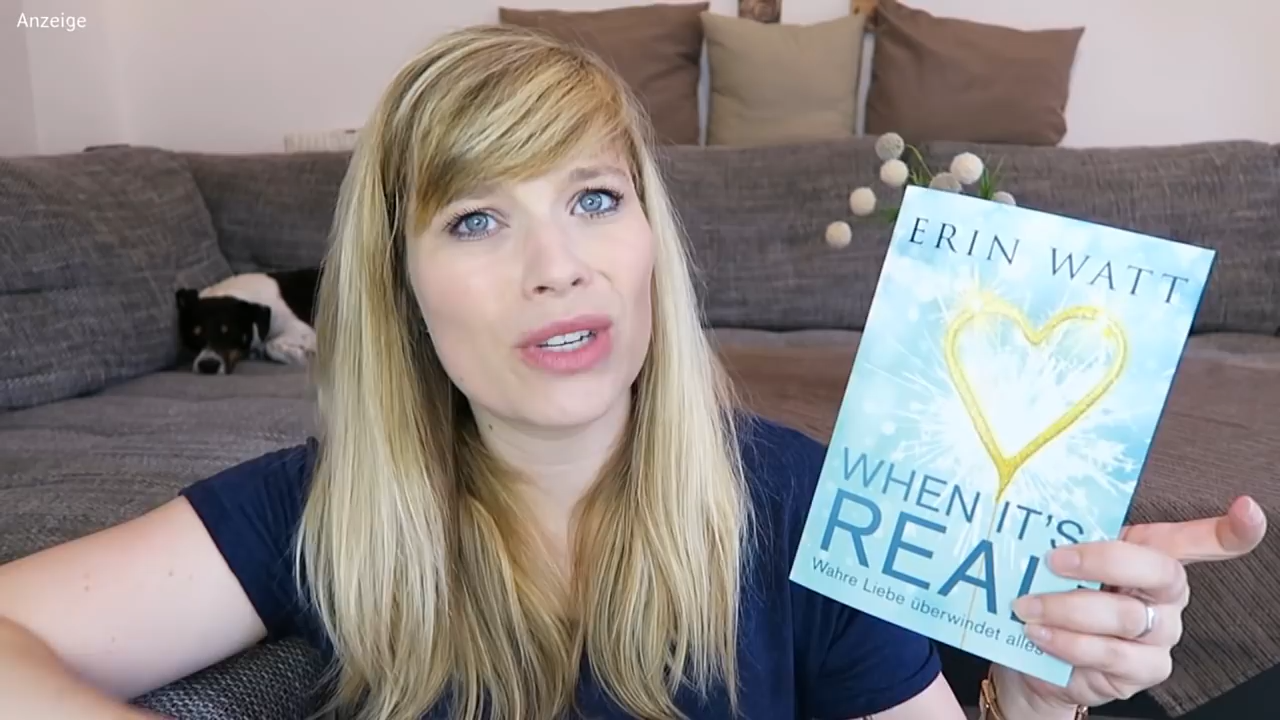 Anzeige
ERIN WATT
WHEN IT'S
REAL
Wahre Liebe überwindet alles